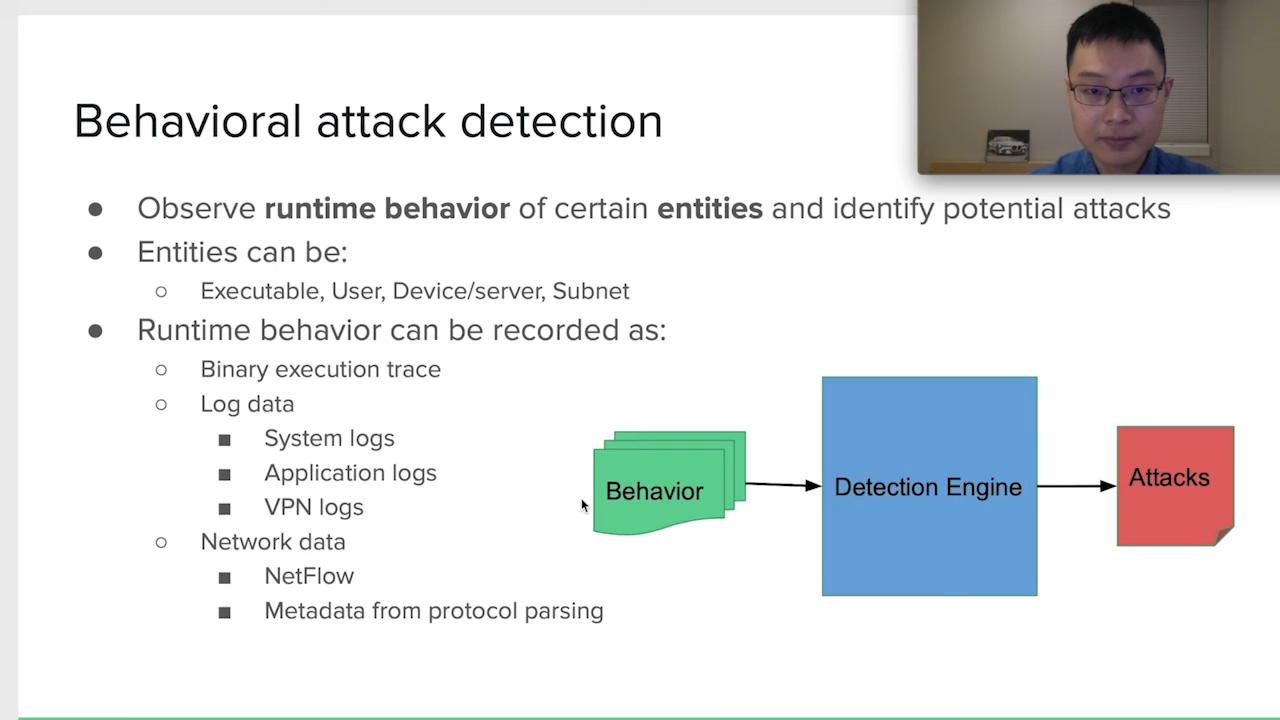 Behavioral attack detection
● Observe runtime behavior of certain entities and identify potential attacks
● Entities can be:
○ Executable, User, Device/server, Subnet
● Runtime behavior can be recorded as:
○ Binary execution trace
○ Log data
■ System logs
■ Application logs
■ VPN logs
○ Network data
■ NetFlow
■ Metadata from protocol parsing
Behavior
Detection Engine
Attacks